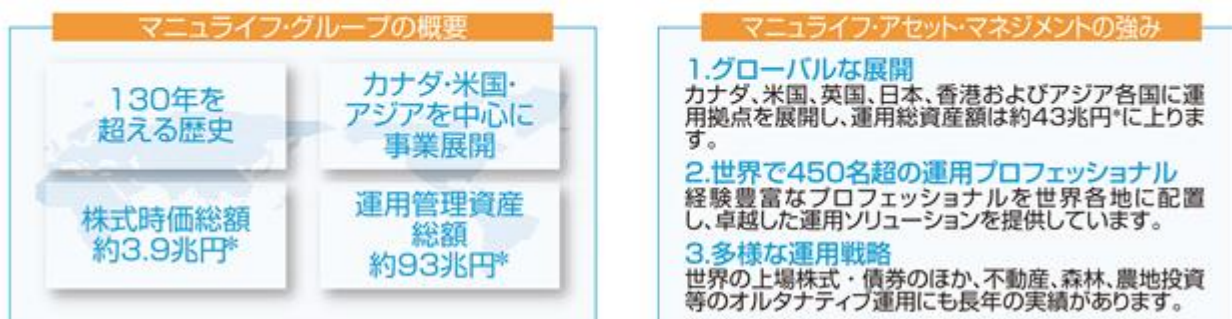 マニュライフ・グループの概要
130年を
超える歴史
カナダ・米国・
アジアを中心に
事業展開
株式時価総額
約3.9兆円*
運用管理資産
総額
約93兆円*
マニュライフ・アセット・マネジメントの強み
1.グローバルな展開
カナダ、米国、英国、日本、香港およびアジア各国に運
用拠点を展開し、運用総資産額は約43兆円*に上りま
す。
2.世界で450名超の運用プロフェッショナル
経験豊富なプロフェッショナルを世界各地に配置
し、卓越した運用ソリューションを提供しています。
3.多様な運用戦略
世界の上場株式・債券のほか、不動産、森林、農地投資
等のオルタナティブ運用にも長年の実績があります。